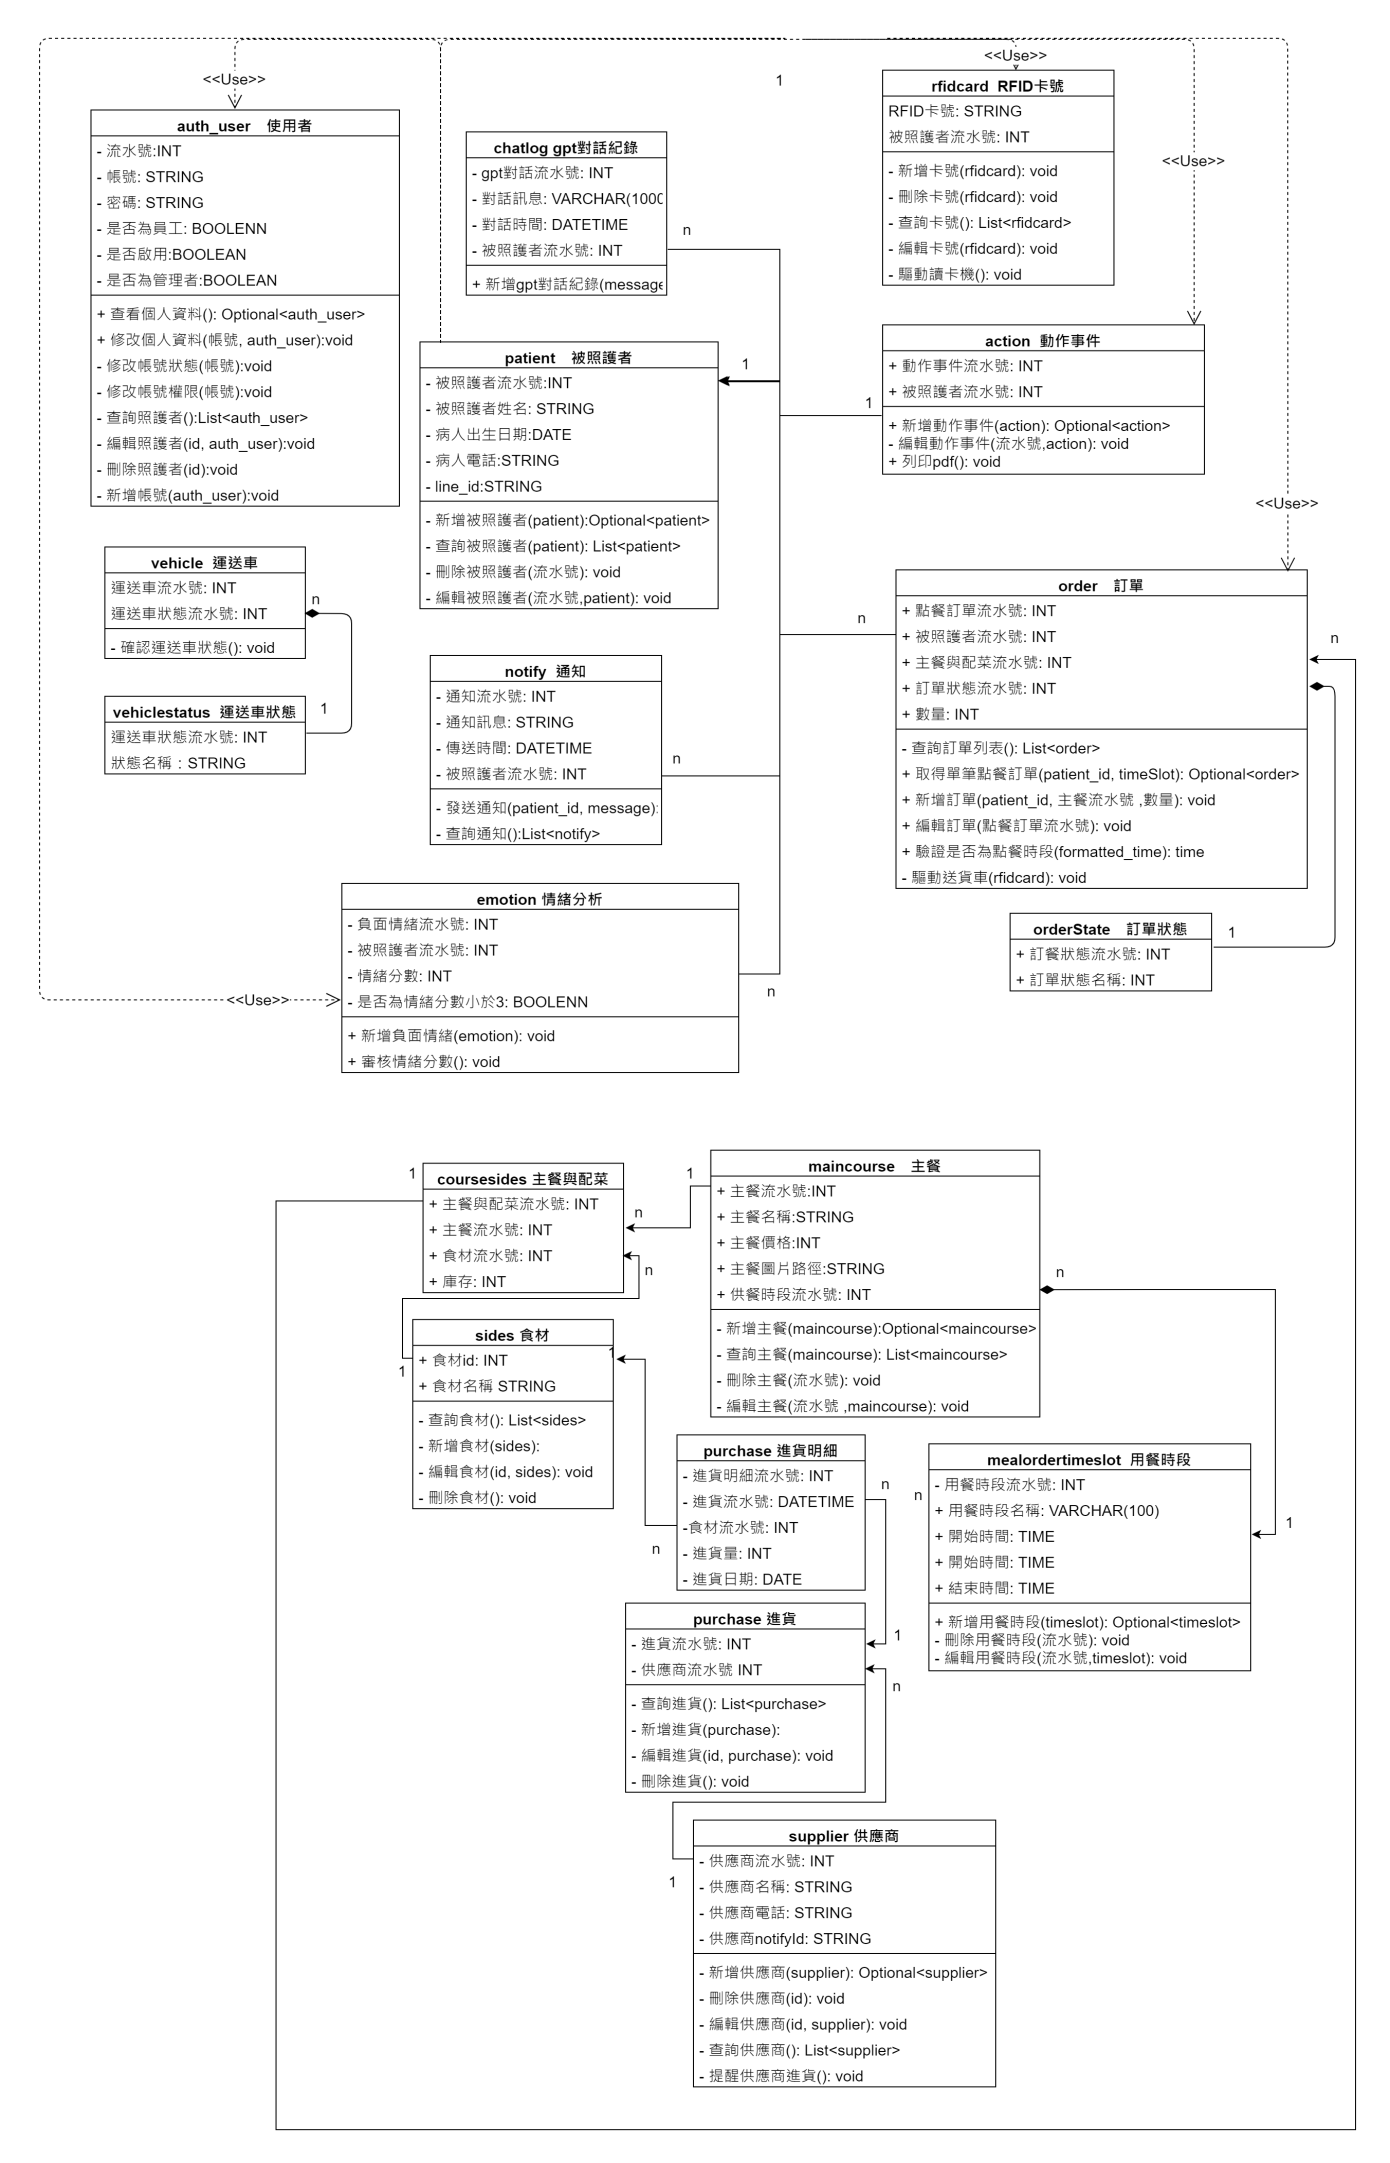 <<Use>>
1
<<Use>>
<<Use>>
<<Use>>
auth_user 使用者
- 流水號:INT
- 帳號: STRING
- 密碼: STRING
- 是否為員工: BOOLENN
- 是否啟用:BOOLEAN
- 是否為管理者:BOOLEAN
+ 查看個人資料(): Optional<auth_user>
+ 修改個人資料(帳號, auth_user):void
- 修改帳號狀態(帳號):void
- 修改帳號權限(帳號):void
- 查詢照護者():List<auth_user>
- 編輯照護者(id, auth_user):void
- 刪除照護者(id):void
- 新增帳號(auth_user):void
chatlog gpt對話紀錄
- gpt對話流水號: INT
- 對話訊息: VARCHAR(1000
- 對話時間: DATETIME
- 被照護者流水號: INT
+ 新增gpt對話紀錄(message
n
rfidcard RFID卡號
RFID卡號: STRING
被照護者流水號: INT
- 新增卡號(rfidcard): void
- 刪除卡號(rfidcard): void
- 查詢卡號(): List<rfidcard>
- 編輯卡號(rfidcard): void
- 驅動讀卡機(): void
patient 被照護者
- 被照護者流水號:INT
- 被照護者姓名: STRING
- 病人出生日期:DATE
- 病人電話:STRING
- line_id:STRING
- 新增被照護者(patient):Optional<patient>
- 查詢被照護者(patient): List<patient>
- 刪除被照護者(流水號): void
- 編輯被照護者(流水號,patient): void
1
1
action 動作事件
+ 動作事件流水號: INT
+ 被照護者流水號: INT
+ 新增動作事件(action): Optional<action>
- 編輯動作事件(流水號,action): void
+ 列印pdf(): void
vehicle 運送車
運送車流水號: INT
運送車狀態流水號: INT
- 確認運送車狀態(): void
n
1
vehiclestatus 運送車狀態
運送車狀態流水號: INT
狀態名稱：STRING
n
order 訂單
+ 點餐訂單流水號: INT
+ 被照護者流水號: INT
+ 主餐與配菜流水號: INT
+ 訂單狀態流水號: INT
+ 數量: INT
- 查詢訂單列表(): List<order>
+ 取得單筆點餐訂單(patient_id, timeSlot): Optional<order>
+ 新增訂單(patient_id, 主餐流水號 ,數量): void
+ 編輯訂單(點餐訂單流水號): void
+ 驗證是否為點餐時段(formatted_time): time
- 驅動送貨車(rfidcard): void
n
notify 通知
- 通知流水號: INT
- 通知訊息: STRING
- 傳送時間: DATETIME
- 被照護者流水號: INT
- 發送通知(patient_id, message):
- 查詢通知():List<notify>
n
emotion 情緒分析
- 負面情緒流水號: INT
- 被照護者流水號: INT
- 情緒分數: INT
- 是否為情緒分數小於3: BOOLENN
+ 新增負面情緒(emotion): void
+ 審核情緒分數(): void
n
<<Use>>
orderState 訂單狀態
+ 訂餐狀態流水號: INT
+ 訂單狀態名稱: INT
1
1
coursesides 主餐與配菜
+ 主餐與配菜流水號: INT
+ 主餐流水號: INT
+ 食材流水號: INT
+ 庫存: INT
1
n
n
maincourse 主餐
+ 主餐流水號:INT
+ 主餐名稱:STRING
+ 主餐價格:INT
+ 主餐圖片路徑:STRING
+ 供餐時段流水號: INT
- 新增主餐(maincourse):Optional<maincourse>
- 查詢主餐(maincourse): List<maincourse>
- 刪除主餐(流水號): void
- 編輯主餐(流水號 ,maincourse): void
n
1
sides 食材
+ 食材id: INT
+ 食材名稱 STRING
- 查詢食材(): List<sides>
- 新增食材(sides):
- 編輯食材(id, sides): void
- 刪除食材(): void
1
n
purchase 進貨明細
- 進貨明細流水號: INT
- 進貨流水號: DATETIME
-食材流水號: INT
- 進貨量: INT
- 進貨日期: DATE
n
n
mealordertimeslot 用餐時段
- 用餐時段流水號: INT
+ 用餐時段名稱: VARCHAR(100)
+ 開始時間: TIME
+ 開始時間: TIME
+ 結束時間: TIME
+ 新增用餐時段(timeslot): Optional<timeslot>
- 刪除用餐時段(流水號): void
- 編輯用餐時段(流水號,timeslot): void
1
purchase 進貨
- 進貨流水號: INT
- 供應商流水號 INT
- 查詢進貨(): List<purchase>
- 新增進貨(purchase):
- 編輯進貨(id, purchase): void
- 刪除進貨(): void
1
n
1
supplier 供應商
- 供應商流水號: INT
- 供應商名稱: STRING
- 供應商電話: STRING
- 供應商notifyId: STRING
- 新增供應商(supplier): Optional<supplier>
- 刪除供應商(id): void
- 編輯供應商(id, supplier): void
- 查詢供應商(): List<supplier>
- 提醒供應商進貨(): void